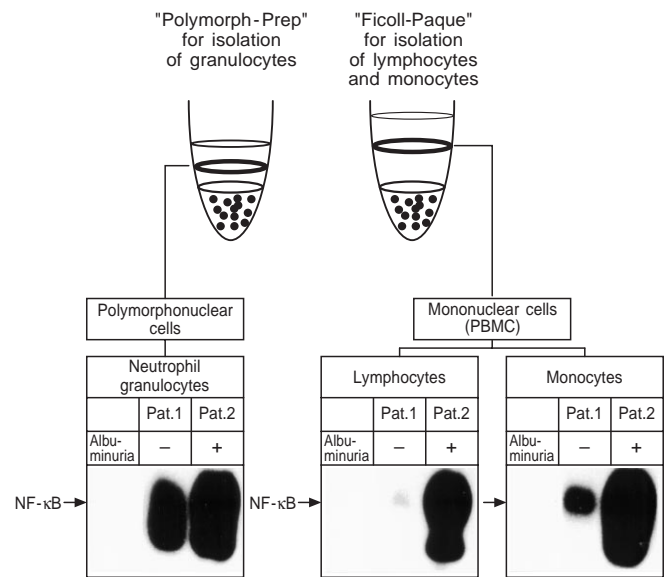 "Polymorph-Prep"
for isolation
of granulocytes
"Ficoll-Paque"
for isolation
of lymphocytes
and monocytes
Polymorphonuclear
cells
Mononuclear cells
(PBMC)
Neutrophil
granulocytes
Pat.1 Pat.2
Albu-
minuria – +
NF-κB
Lymphocytes
Pat.1 Pat.2
Albu-
minuria – +
NF-κB
Monocytes
Pat.1 Pat.2
Albu-
minuria – +